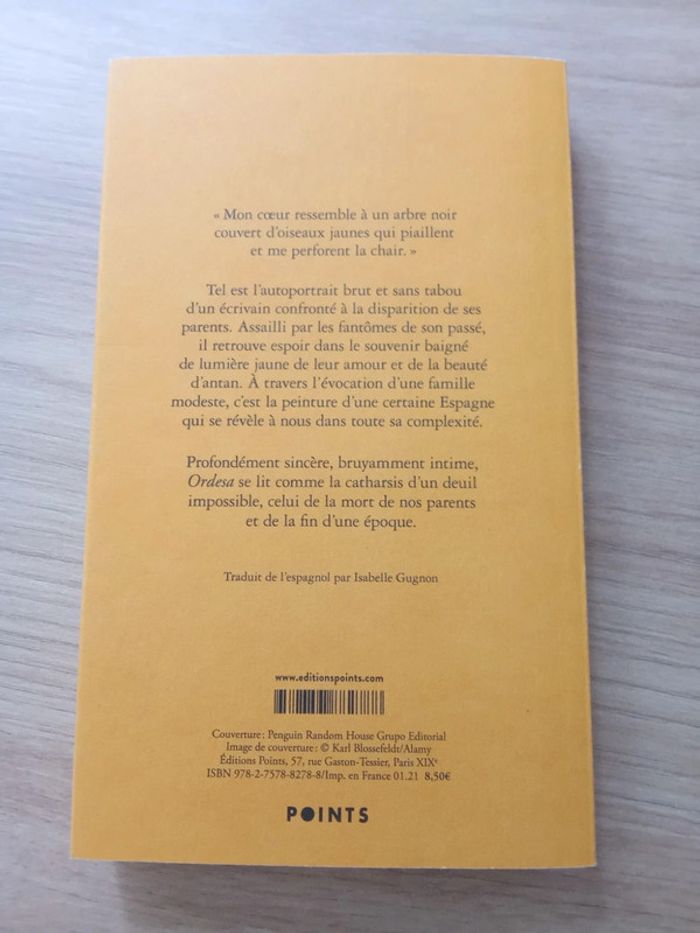 « Mon cœur ressemble à un arbre noir
couvert d'oiseaux jaunes qui piaillent
et me perforent la chair. »
Tel est l'autoportrait brut et sans tabou
d'un écrivain confronté à la disparition de ses
parents. Assailli par les fantômes de son passé,
il retrouve espoir dans le souvenir baigné
de lumière jaune de leur amour et de la beauté
d'antan. À travers l'évocation d'une famille
modeste, c'est la peinture d'une certaine Espagne
qui se révèle à nous dans toute sa complexité.
Profondément sincère, bruyamment intime,
Ordesa se lit comme la catharsis d'un deuil
impossible, celui de la mort de nos parents
et de la fin d'une époque.
Traduit de l'espagnol par Isabelle Gugnon
www.editionspoints.com
Couverture : Penguin Random House Grupo Editorial
Image de couverture : © Karl Blossefeldt/Alamy
Éditions Points, 57, rue Gaston-Tessier, Paris XIXe
ISBN 978-2-7578-8278-8/Imp. en France 01.21 8,50€
POINTS